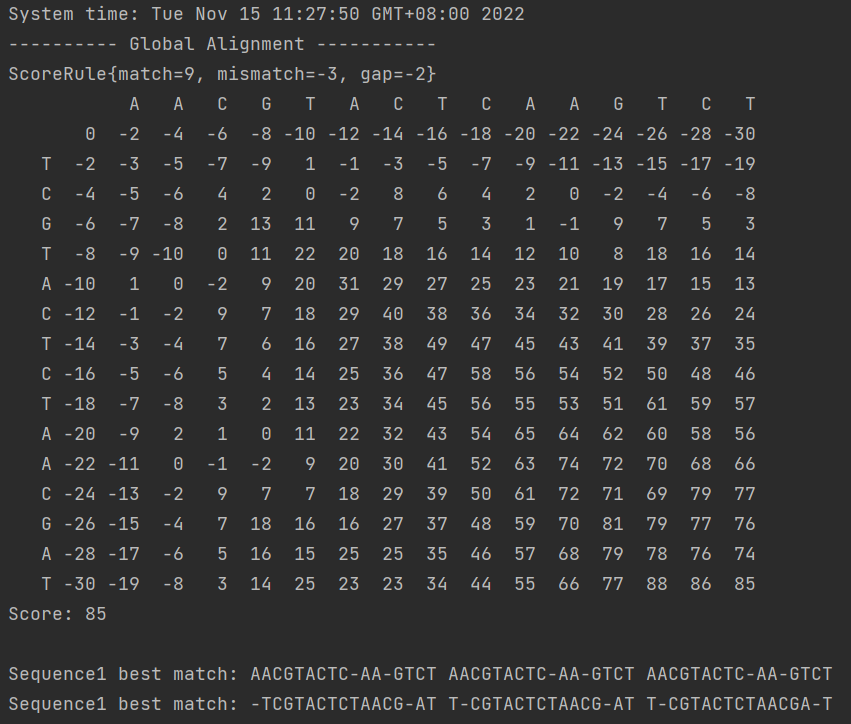 System time: Tue Nov 15 11:27:50 GMT+08:00 2022
---------- Global Alignment -----------
ScoreRule{match=9, mismatch=-3, gap=-2}
A A C G T A C T C A A G T C T
0 -2 -4 -6 -8 -10 -12 -14 -16 -18 -20 -22 -24 -26 -28 -30
T -2 -3 -5 -7 -9 1 -1 -3 -5 -7 -9 -11 -13 -15 -17 -19
C -4 -5 -6 4 2 0 -2 8 6 4 2 0 -2 -4 -6 -8
G -6 -7 -8 2 13 11 9 7 5 3 1 -1 9 7 5 3
T -8 -9 -10 0 11 22 20 18 16 14 12 10 8 18 16 14
A -10 1 0 -2 9 20 31 29 27 25 23 21 19 17 15 13
C -12 -1 -2 9 7 18 29 40 38 36 34 32 30 28 26 24
T -14 -3 -4 7 6 16 27 38 49 47 45 43 41 39 37 35
C -16 -5 -6 5 4 14 25 36 47 58 56 54 52 50 48 46
T -18 -7 -8 3 2 13 23 34 45 56 55 53 51 61 59 57
A -20 -9 2 1 0 11 22 32 43 54 65 64 62 60 58 56
A -22 -11 0 -1 -2 9 20 30 41 52 63 74 72 70 68 66
C -24 -13 -2 9 7 7 18 29 39 50 61 72 71 69 79 77
G -26 -15 -4 7 18 16 16 27 37 48 59 70 81 79 77 76
A -28 -17 -6 5 16 15 25 25 35 46 57 68 79 78 76 74
T -30 -19 -8 3 14 25 23 23 34 44 55 66 77 88 86 85
Score: 85
Sequence1 best match: AACGTACTC-AA-GTCT AACGTACTC-AA-GTCT AACGTACTC-AA-GTCT
Sequence1 best match: -TCGTACTCTAACG-AT T-CGTACTCTAACG-AT T-CGTACTCTAACGA-T